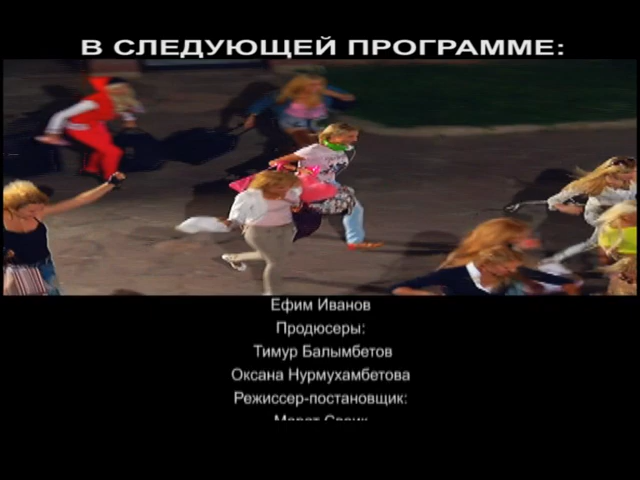 В СЛЕДУЮЩЕЙ ПРОГРАММЕ:
Ефим Иванов
Продюсеры:
Тимур Балымбетов
Оксана Нурмухамбетова
Режиссер-постановщик: